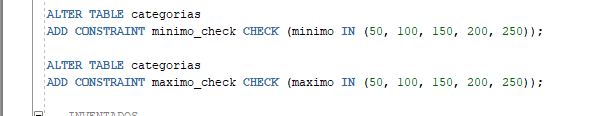 ALTER TABLE categorias
ADD CONSTRAINT minimo_check CHECK (minimo IN (50, 100, 150, 200, 250));
ALTER TABLE categorias
ADD CONSTRAINT maximo_check CHECK (maximo IN (50, 100, 150, 200, 250));
INVENTADOS